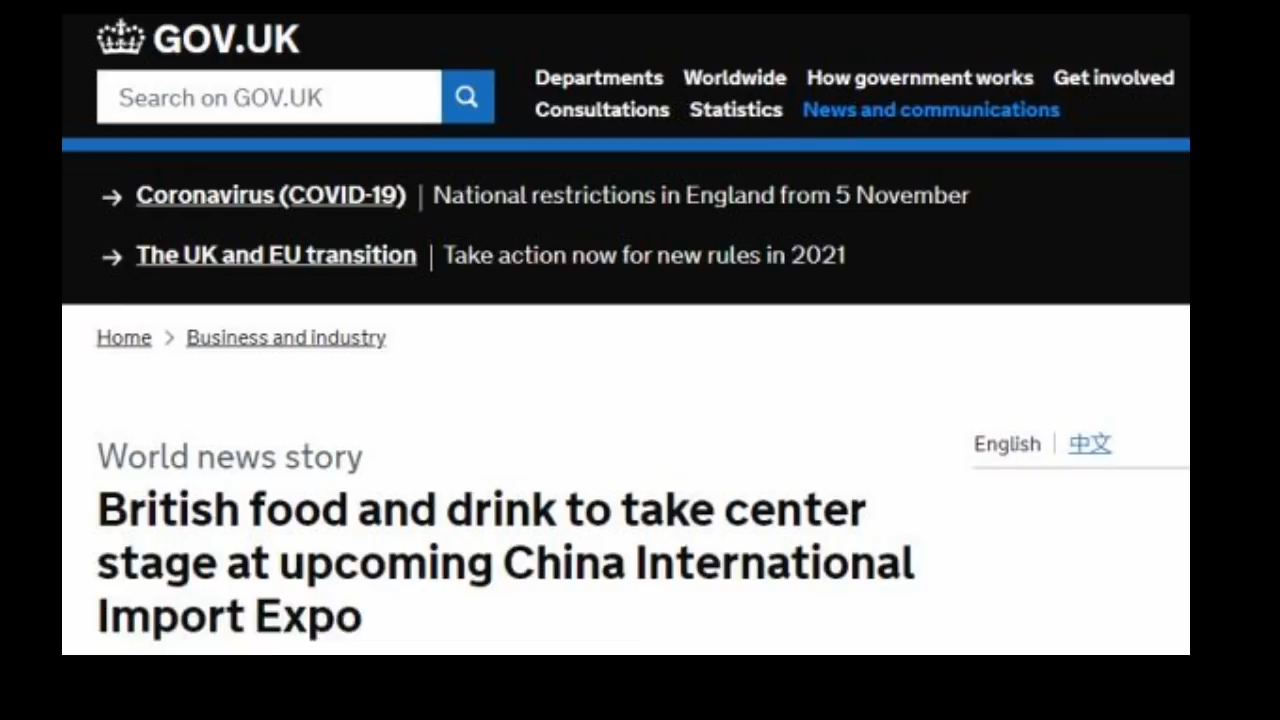 GOV.UK
Search on GOV.UK
Departments Worldwide How government works Get involved
Consultations Statistics News and communications
→ Coronavirus (COVID-19) | National restrictions in England from 5 November
→ The UK and EU transition | Take action now for new rules in 2021
Home > Business and industry
English | 中文
World news story
British food and drink to take center
stage at upcoming China International
Import Expo